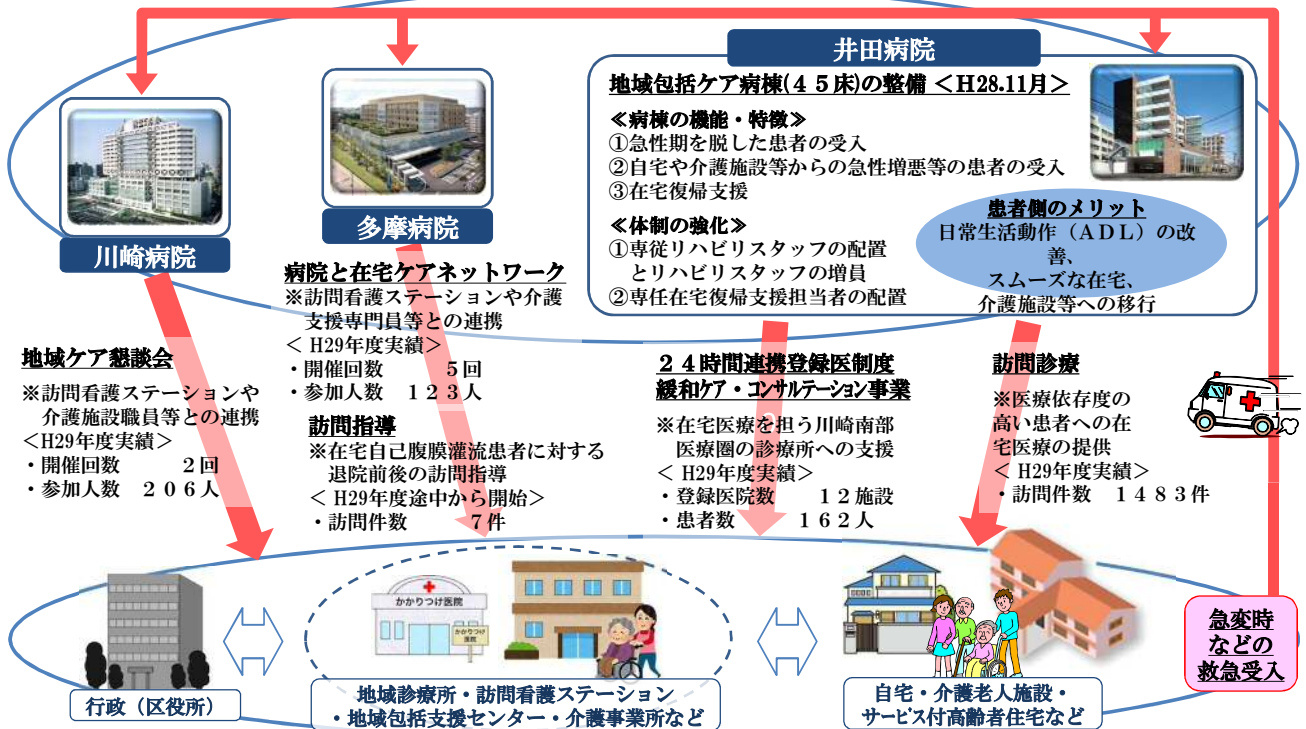 井田病院
地域包括ケア病棟(４５床)の整備 ＜H28.11月＞
≪病棟の機能・特徴≫
①急性期を脱した患者の受入
②自宅や介護施設等からの急性増悪等の患者の受入
③在宅復帰支援
≪体制の強化≫
①専従リハビリスタッフの配置
とリハビリスタッフの増員
②専任在宅復帰支援担当者の配置
患者側のメリット
日常生活動作（ＡＤＬ）の改
善、
スムーズな在宅、
介護施設等への移行
川崎病院
多摩病院
地域ケア懇談会
※訪問看護ステーションや
介護施設職員等との連携
＜H29年度実績＞
・開催回数　２回
・参加人数　２０６人
病院と在宅ケアネットワーク
※訪問看護ステーションや介護
支援専門員等との連携
＜ H29年度実績＞
・開催回数　５回
・参加人数　１２３人
訪問指導
※在宅自己腹膜灌流患者に対する
退院前後の訪問指導
＜ H29年度途中から開始＞
・訪問件数　７件
２４時間連携登録医制度
緩和ケア・コンサルテーション事業
※在宅医療を担う川崎南部
医療圏の診療所への支援
＜ H29年度実績＞
・登録医院数　１２施設
・患者数　１６２人
訪問診療
※医療依存度の
高い患者への在
宅医療の提供
＜ H29年度実績＞
・訪問件数　１４８３件
かかりつけ医院
かかりつけ
医院
行政（区役所）
地域診療所・訪問看護ステーション
・地域包括支援センター・介護事業所など
自宅・介護老人施設・
サービス付高齢者住宅など
急変時
などの
救急受入